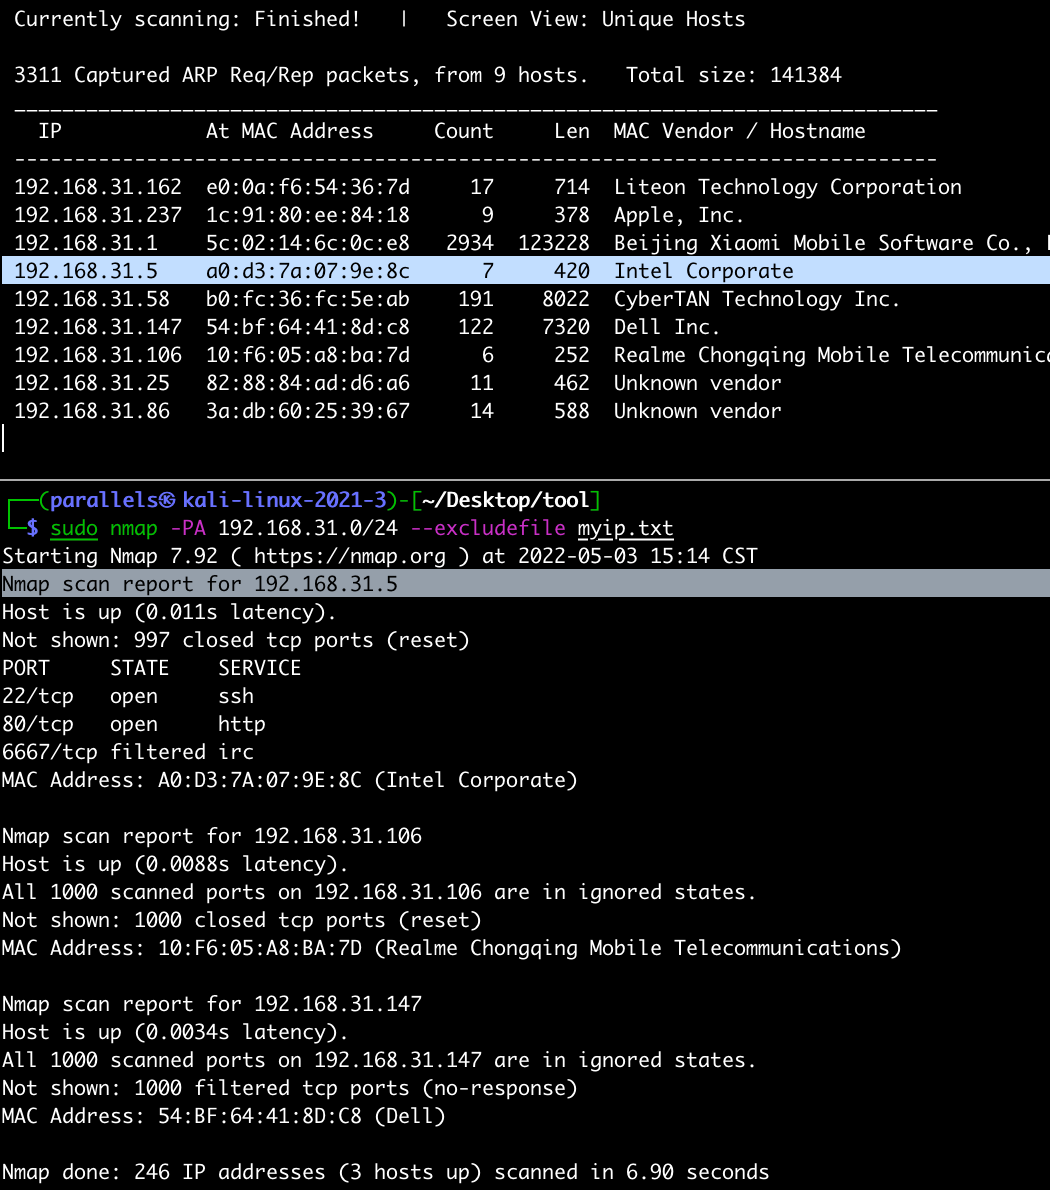 Currently scanning: Finished!   |   Screen View: Unique Hosts
3311 Captured ARP Req/Rep packets, from 9 hosts.   Total size: 141384
_____________________________________________________________________________
IP            At MAC Address     Count     Len  MAC Vendor / Hostname
-----------------------------------------------------------------------------
192.168.31.162  e0:0a:f6:54:36:7d     17     714  Liteon Technology Corporation
192.168.31.237  1c:91:80:ee:84:18      9     378  Apple, Inc.
192.168.31.1    5c:02:14:6c:0c:e8   2934  123228  Beijing Xiaomi Mobile Software Co.,
192.168.31.5    a0:d3:7a:07:9e:8c      7     420  Intel Corporate
192.168.31.58   b0:fc:36:fc:5e:ab    191    8022  CyberTAN Technology Inc.
192.168.31.147  54:bf:64:41:8d:c8    122    7320  Dell Inc.
192.168.31.106  10:f6:05:a8:ba:7d      6     252  Realme Chongqing Mobile Telecommunic
192.168.31.25   82:88:84:ad:d6:a6     11     462  Unknown vendor
192.168.31.86   3a:db:60:25:39:67     14     588  Unknown vendor
┌──(parallels㉿kali-linux-2021-3)-[~/Desktop/tool]
└─$ sudo nmap -PA 192.168.31.0/24 --excludefile myip.txt
Starting Nmap 7.92 ( https://nmap.org ) at 2022-05-03 15:14 CST
Nmap scan report for 192.168.31.5
Host is up (0.011s latency).
Not shown: 997 closed tcp ports (reset)
PORT     STATE    SERVICE
22/tcp   open     ssh
80/tcp   open     http
6667/tcp filtered irc
MAC Address: A0:D3:7A:07:9E:8C (Intel Corporate)
Nmap scan report for 192.168.31.106
Host is up (0.0088s latency).
All 1000 scanned ports on 192.168.31.106 are in ignored states.
Not shown: 1000 closed tcp ports (reset)
MAC Address: 10:F6:05:A8:BA:7D (Realme Chongqing Mobile Telecommunications)
Nmap scan report for 192.168.31.147
Host is up (0.0034s latency).
All 1000 scanned ports on 192.168.31.147 are in ignored states.
Not shown: 1000 filtered tcp ports (no-response)
MAC Address: 54:BF:64:41:8D:C8 (Dell)
Nmap done: 246 IP addresses (3 hosts up) scanned in 6.90 seconds